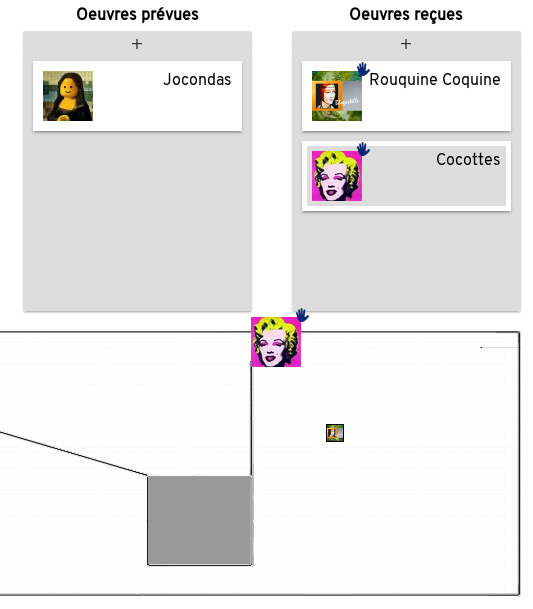 Oeuvres prévues
Oeuvres reçues
+
+
Jocondas
Rouquine Coquine
Cocottes